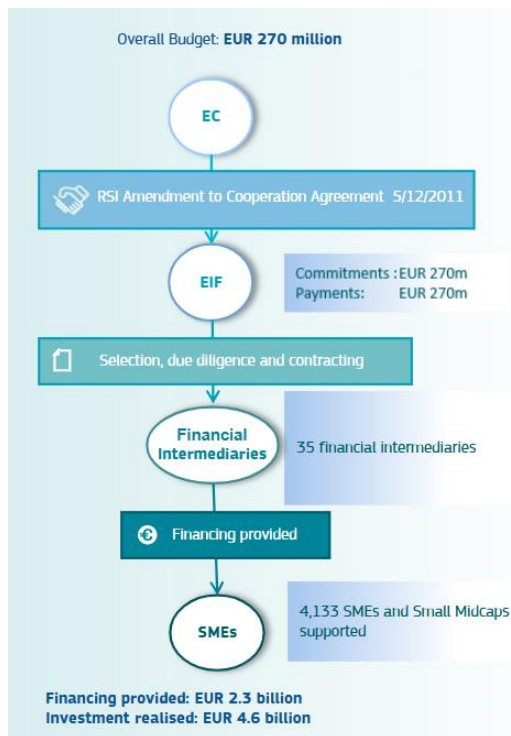 Overall Budget: EUR 270 million
EC
RSI Amendment to Cooperation Agreement 5/12/2011
EIF
Commitments : EUR 270m
Payments: EUR 270m
Selection, due diligence and contracting
Financial
Intermediaries
35 financial intermediaries
Financing provided
SMEs
4,133 SMEs and Small Midcaps
supported
Financing provided: EUR 2.3 billion
Investment realised: EUR 4.6 billion